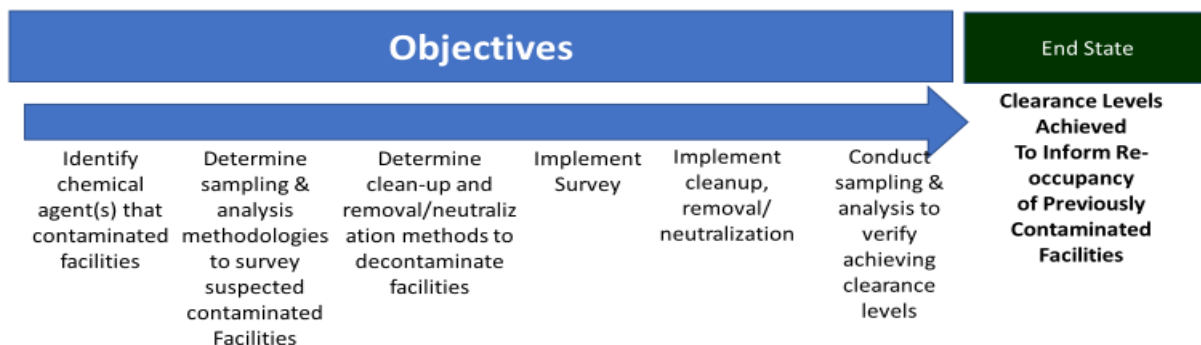 Objectives
End State
Identify
chemical
agent(s) that
contaminated
facilities
Determine
sampling &
analysis
methodologies
to survey
suspected
contaminated
Facilities
Determine
clean-up and
removal/neutraliz
ation methods to
decontaminate
facilities
Implement
Survey
Implement
cleanup,
removal/
neutralization
Conduct
sampling &
analysis to
verify
achieving
clearance
levels
Clearance Levels
Achieved
To Inform Re-
occupancy
of Previously
Contaminated
Facilities